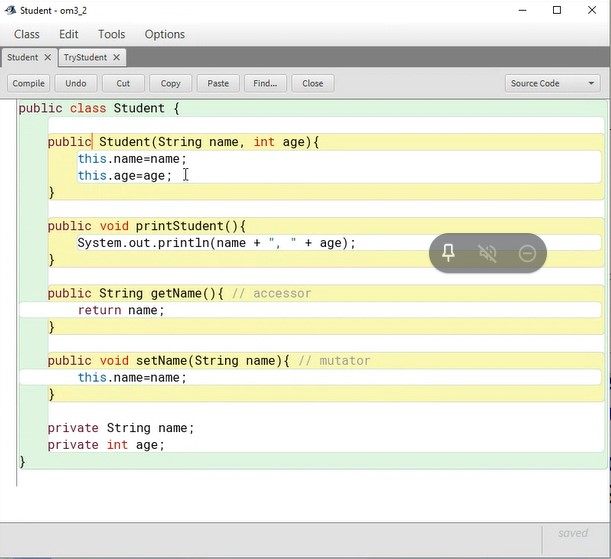 Student - om3_2
Class Edit Tools Options
Student TryStudent
Compile Undo Cut Copy Paste Find... Close Source Code
public class Student {
public Student(String name, int age){
this.name=name;
this.age=age;
}
public void printStudent(){
System.out.println(name + ", " + age);
}
public String getName(){ // accessor
return name;
}
public void setName(String name){ // mutator
this.name=name;
}
private String name;
private int age;
}
saved